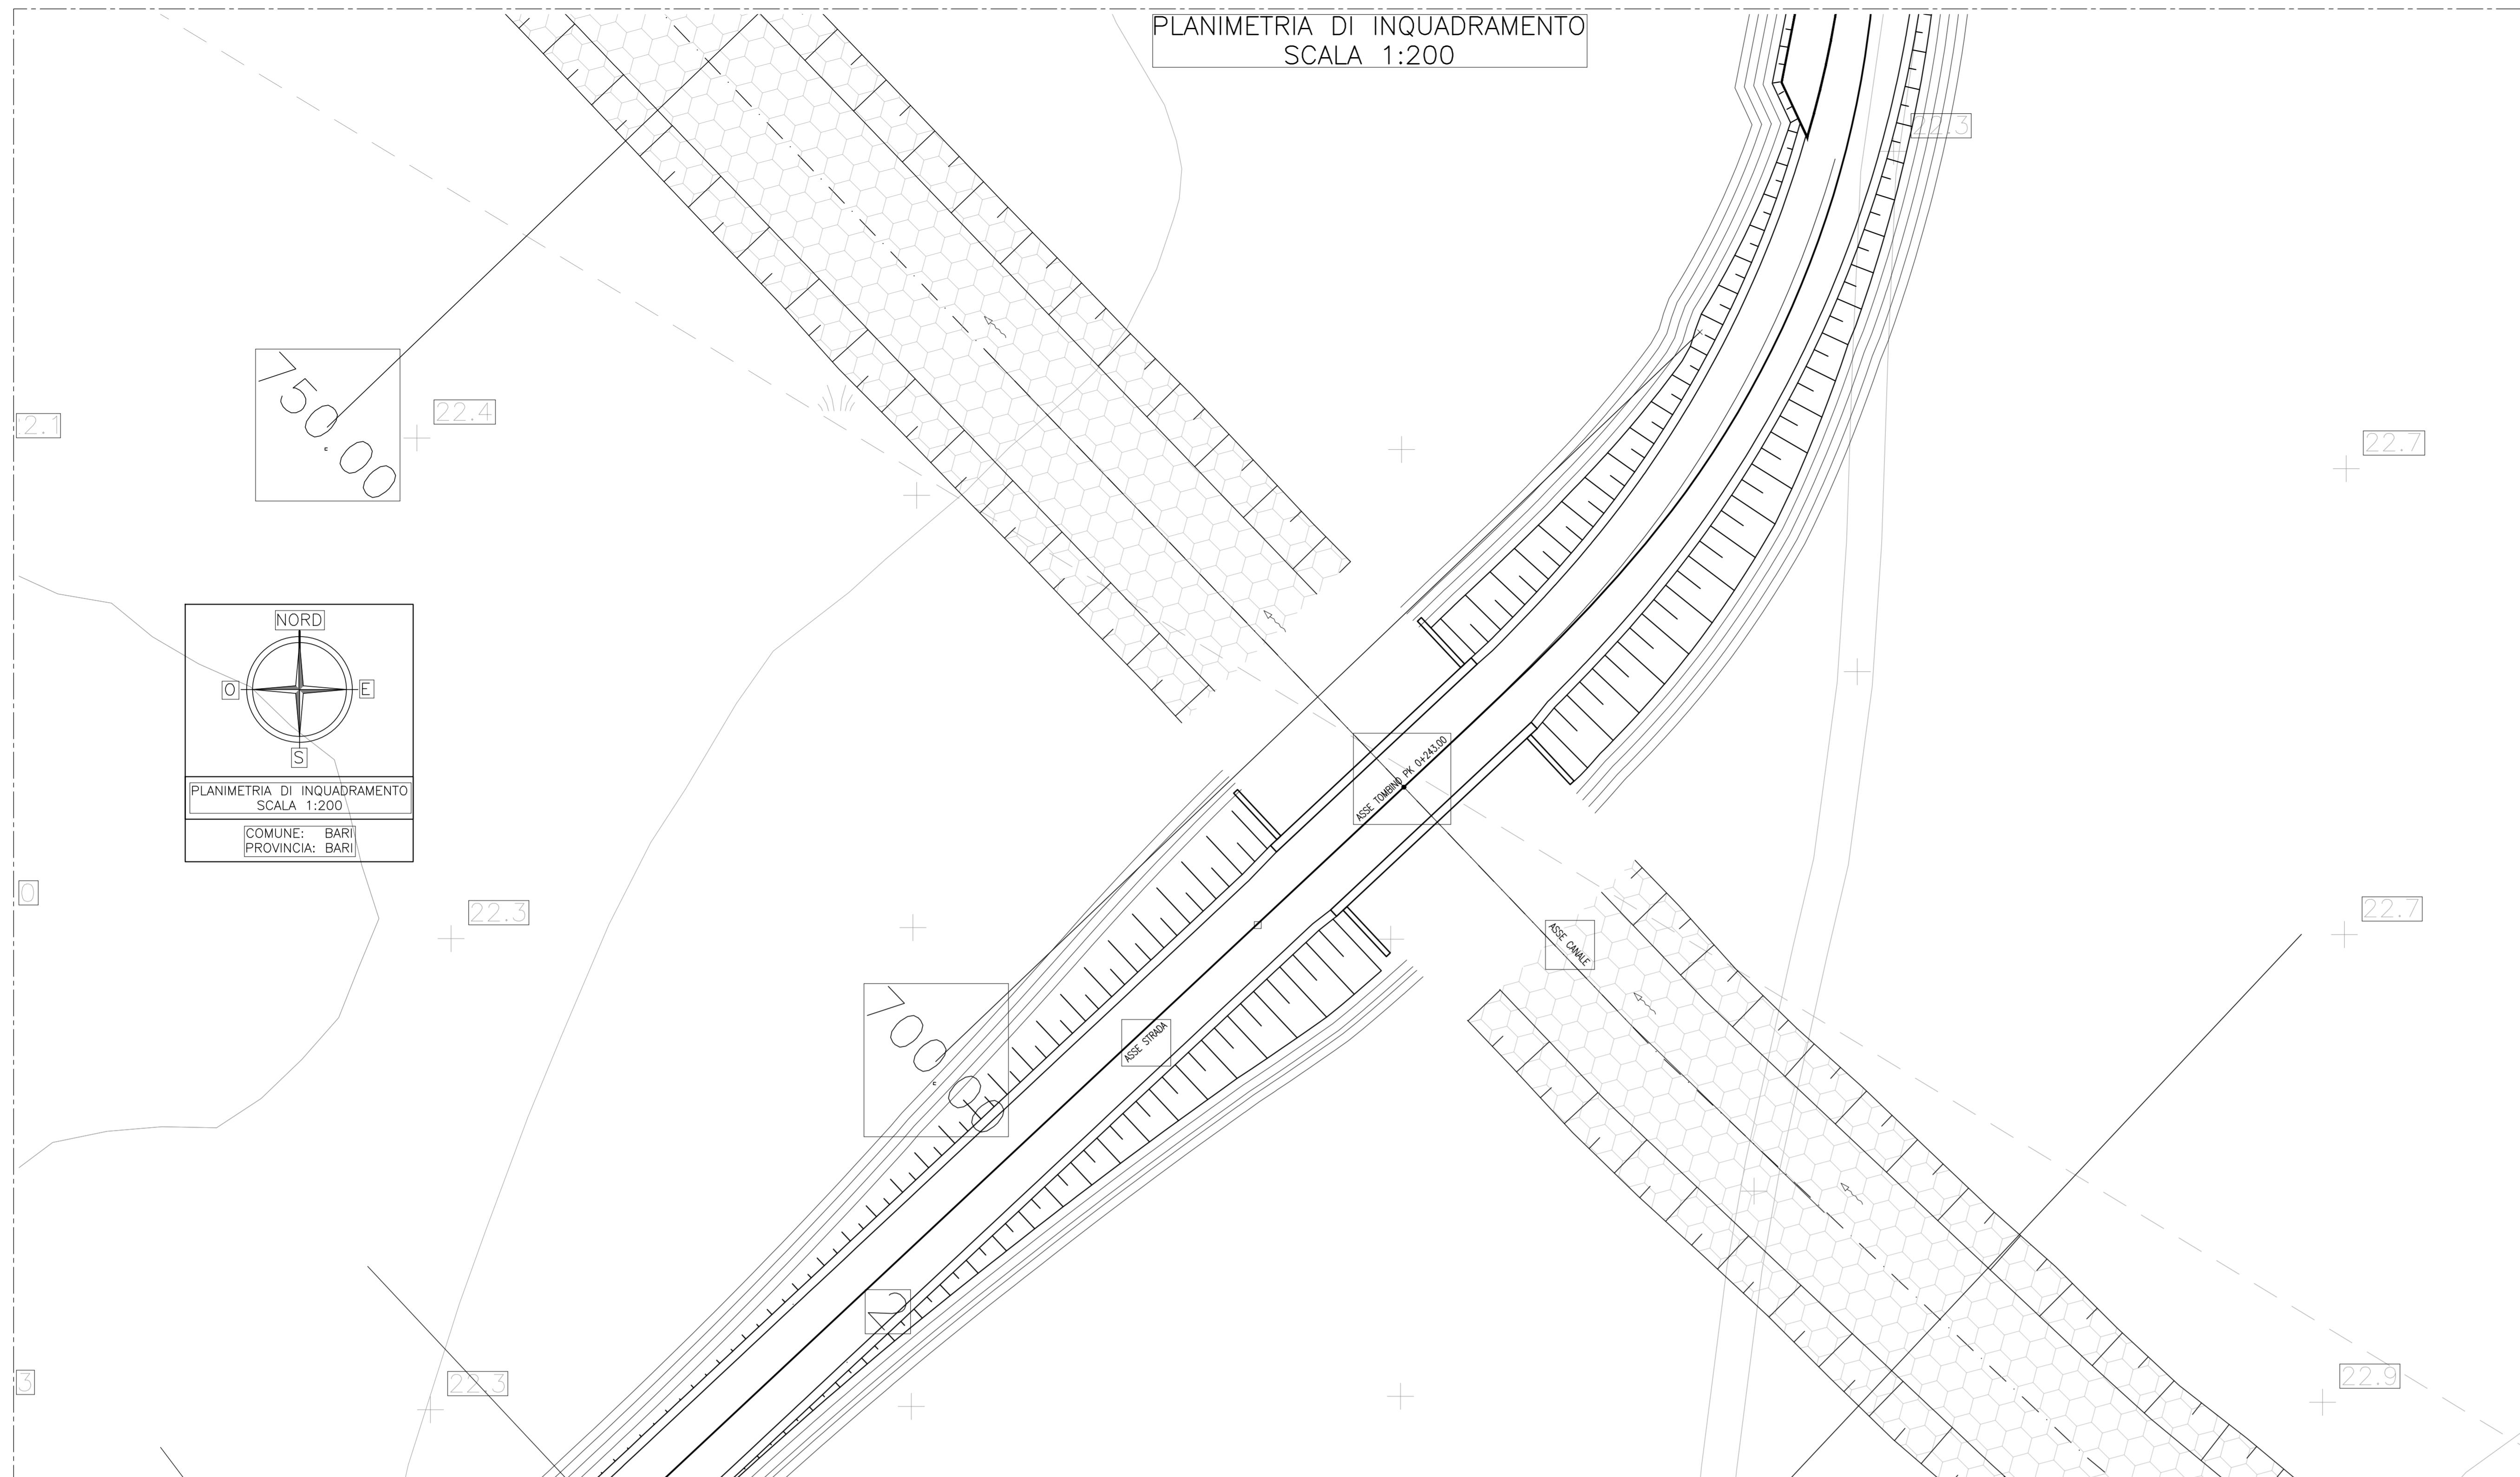 PLANIMETRIA DI INQUADRAMENTO
SCALA 1:200
22.3
2.1
750.00
22.4
22.7
NORD
O
E
S
PLANIMETRIA DI INQUADRAMENTO
SCALA 1:200
COMUNE: BARI
PROVINCIA: BARI
ASSE TOMBINO PK 0+243.00
0
22.3
22.7
ASSE CANALE
700.00
ASSE STRADA
12
3
22.3
22.9